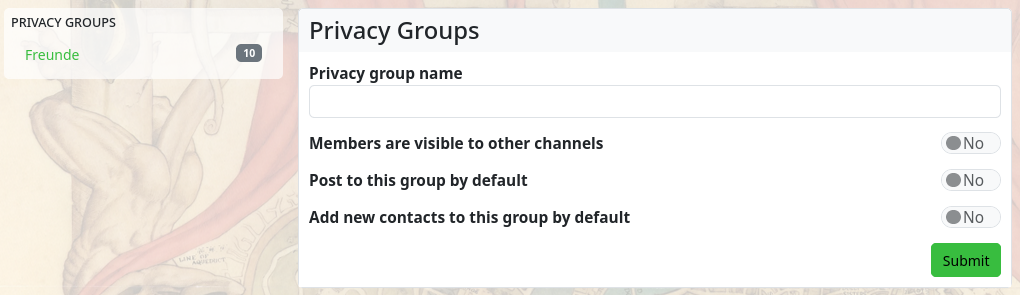 PRIVACY GROUPS
Freunde 10
Privacy Groups
Privacy group name
Members are visible to other channels No
Post to this group by default No
Add new contacts to this group by default No
Submit